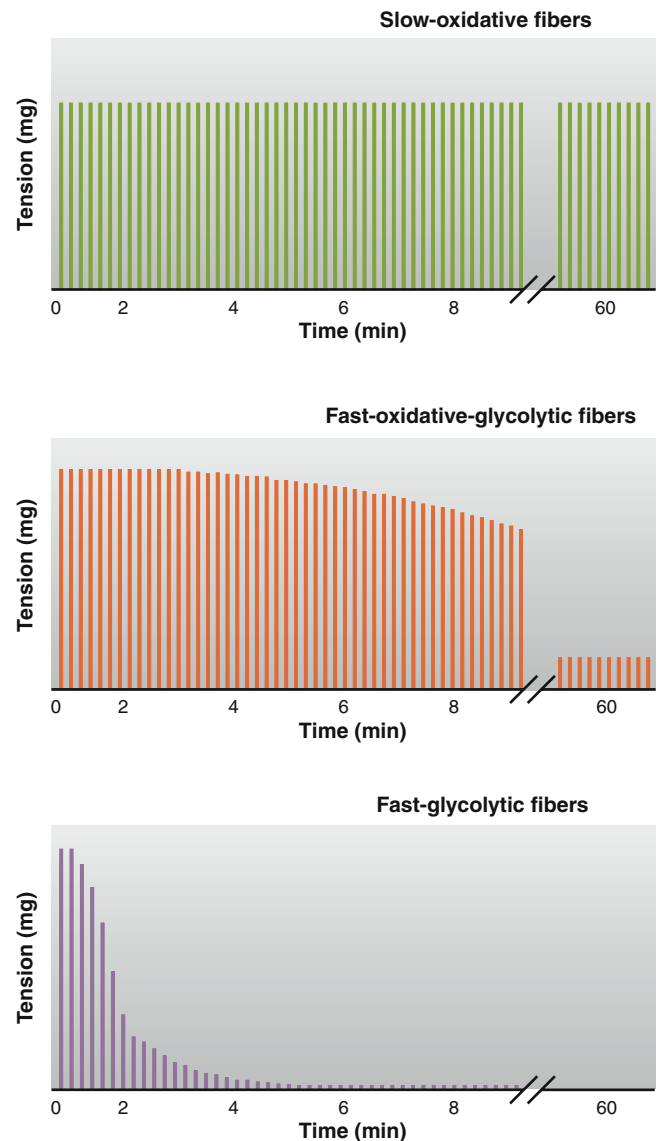 Slow-oxidative fibers
Tension (mg)
0 2 4 6 8 60
Time (min)
Fast-oxidative-glycolytic fibers
Tension (mg)
0 2 4 6 8 60
Time (min)
Fast-glycolytic fibers
Tension (mg)
0 2 4 6 8 60
Time (min)